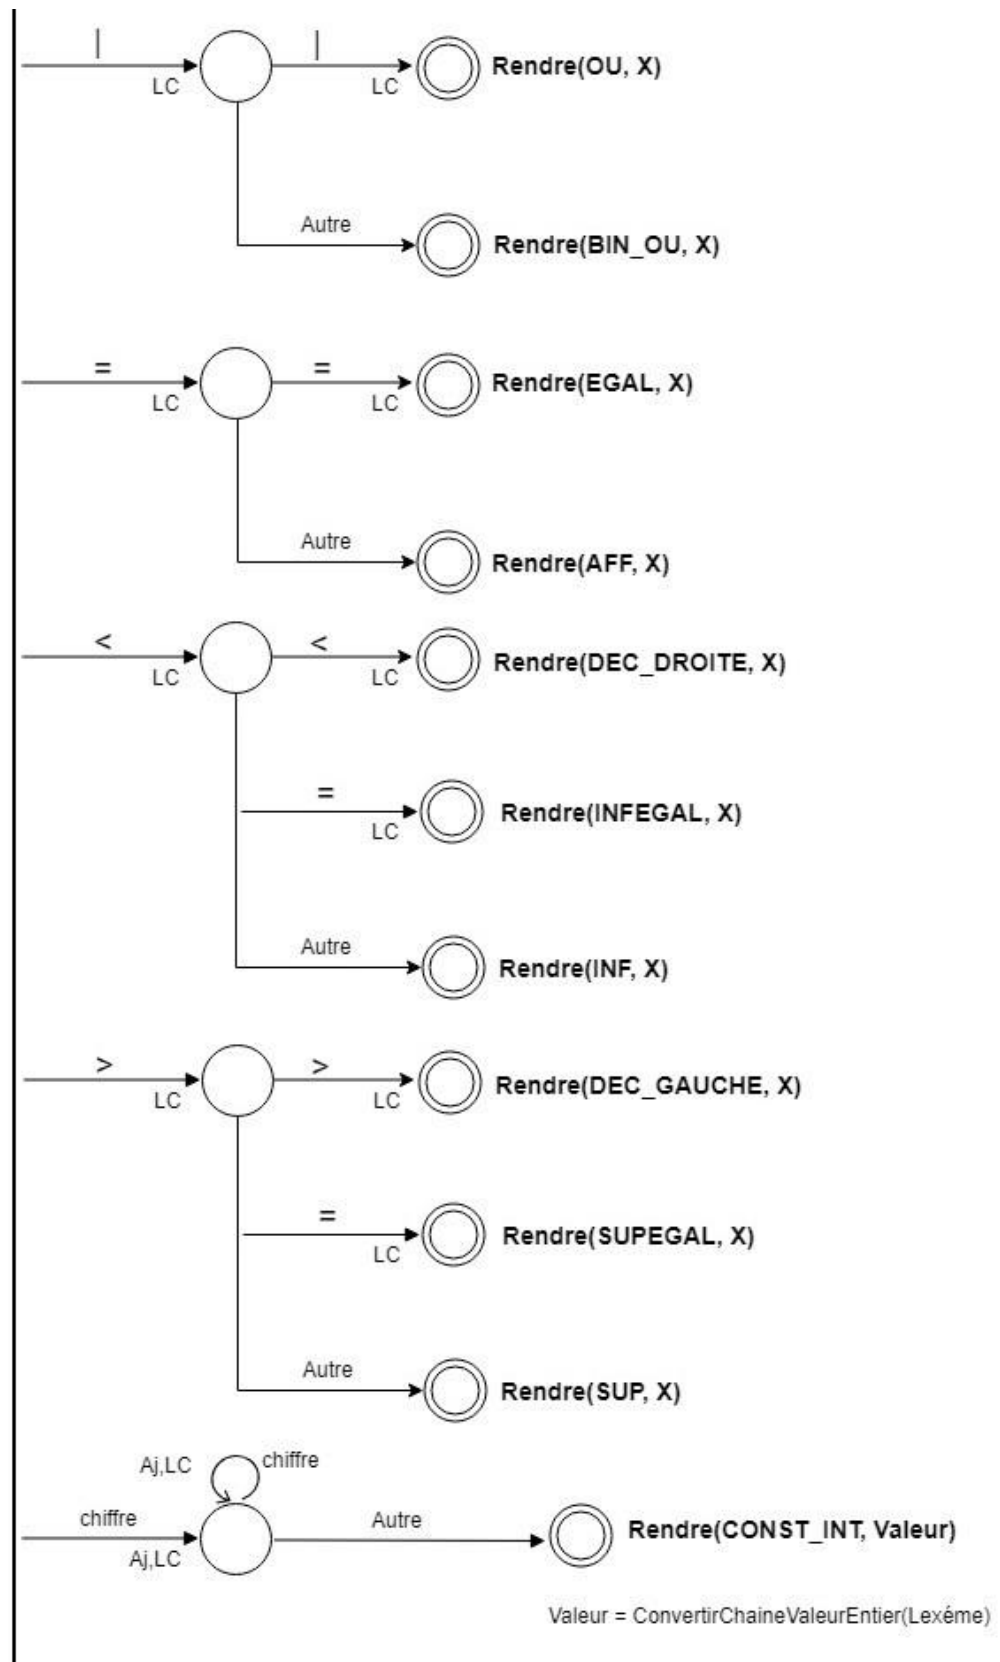 | |
LC LC Rendre(OU, X)
Autre Rendre(BIN_OU, X)
= =
LC LC Rendre(EGAL, X)
Autre Rendre(AFF, X)
< <
LC LC Rendre(DEC_DROITE, X)
=
LC Rendre(INFEGAL, X)
Autre Rendre(INF, X)
> >
LC LC Rendre(DEC_GAUCHE, X)
=
LC Rendre(SUPEGAL, X)
Autre Rendre(SUP, X)
Aj,LC chiffre
chiffre Autre Rendre(CONST_INT, Valeur)
Aj,LC
Valeur = ConvertirChaineValeurEntier(Lexéme)